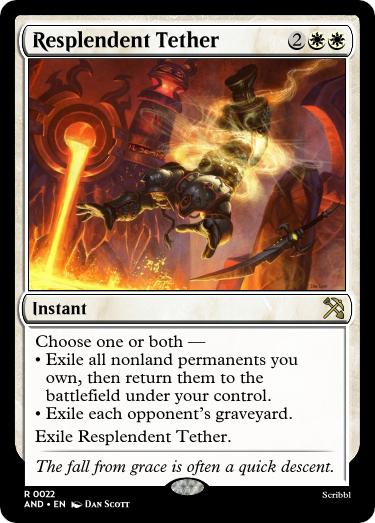 Resplendent Tether
2
Instant
Choose one or both —
• Exile all nonland permanents you
own, then return them to the
battlefield under your control.
• Exile each opponent's graveyard.
Exile Resplendent Tether.
The fall from grace is often a quick descent.
R 0022
AND • EN Dan Scott
Scribbl